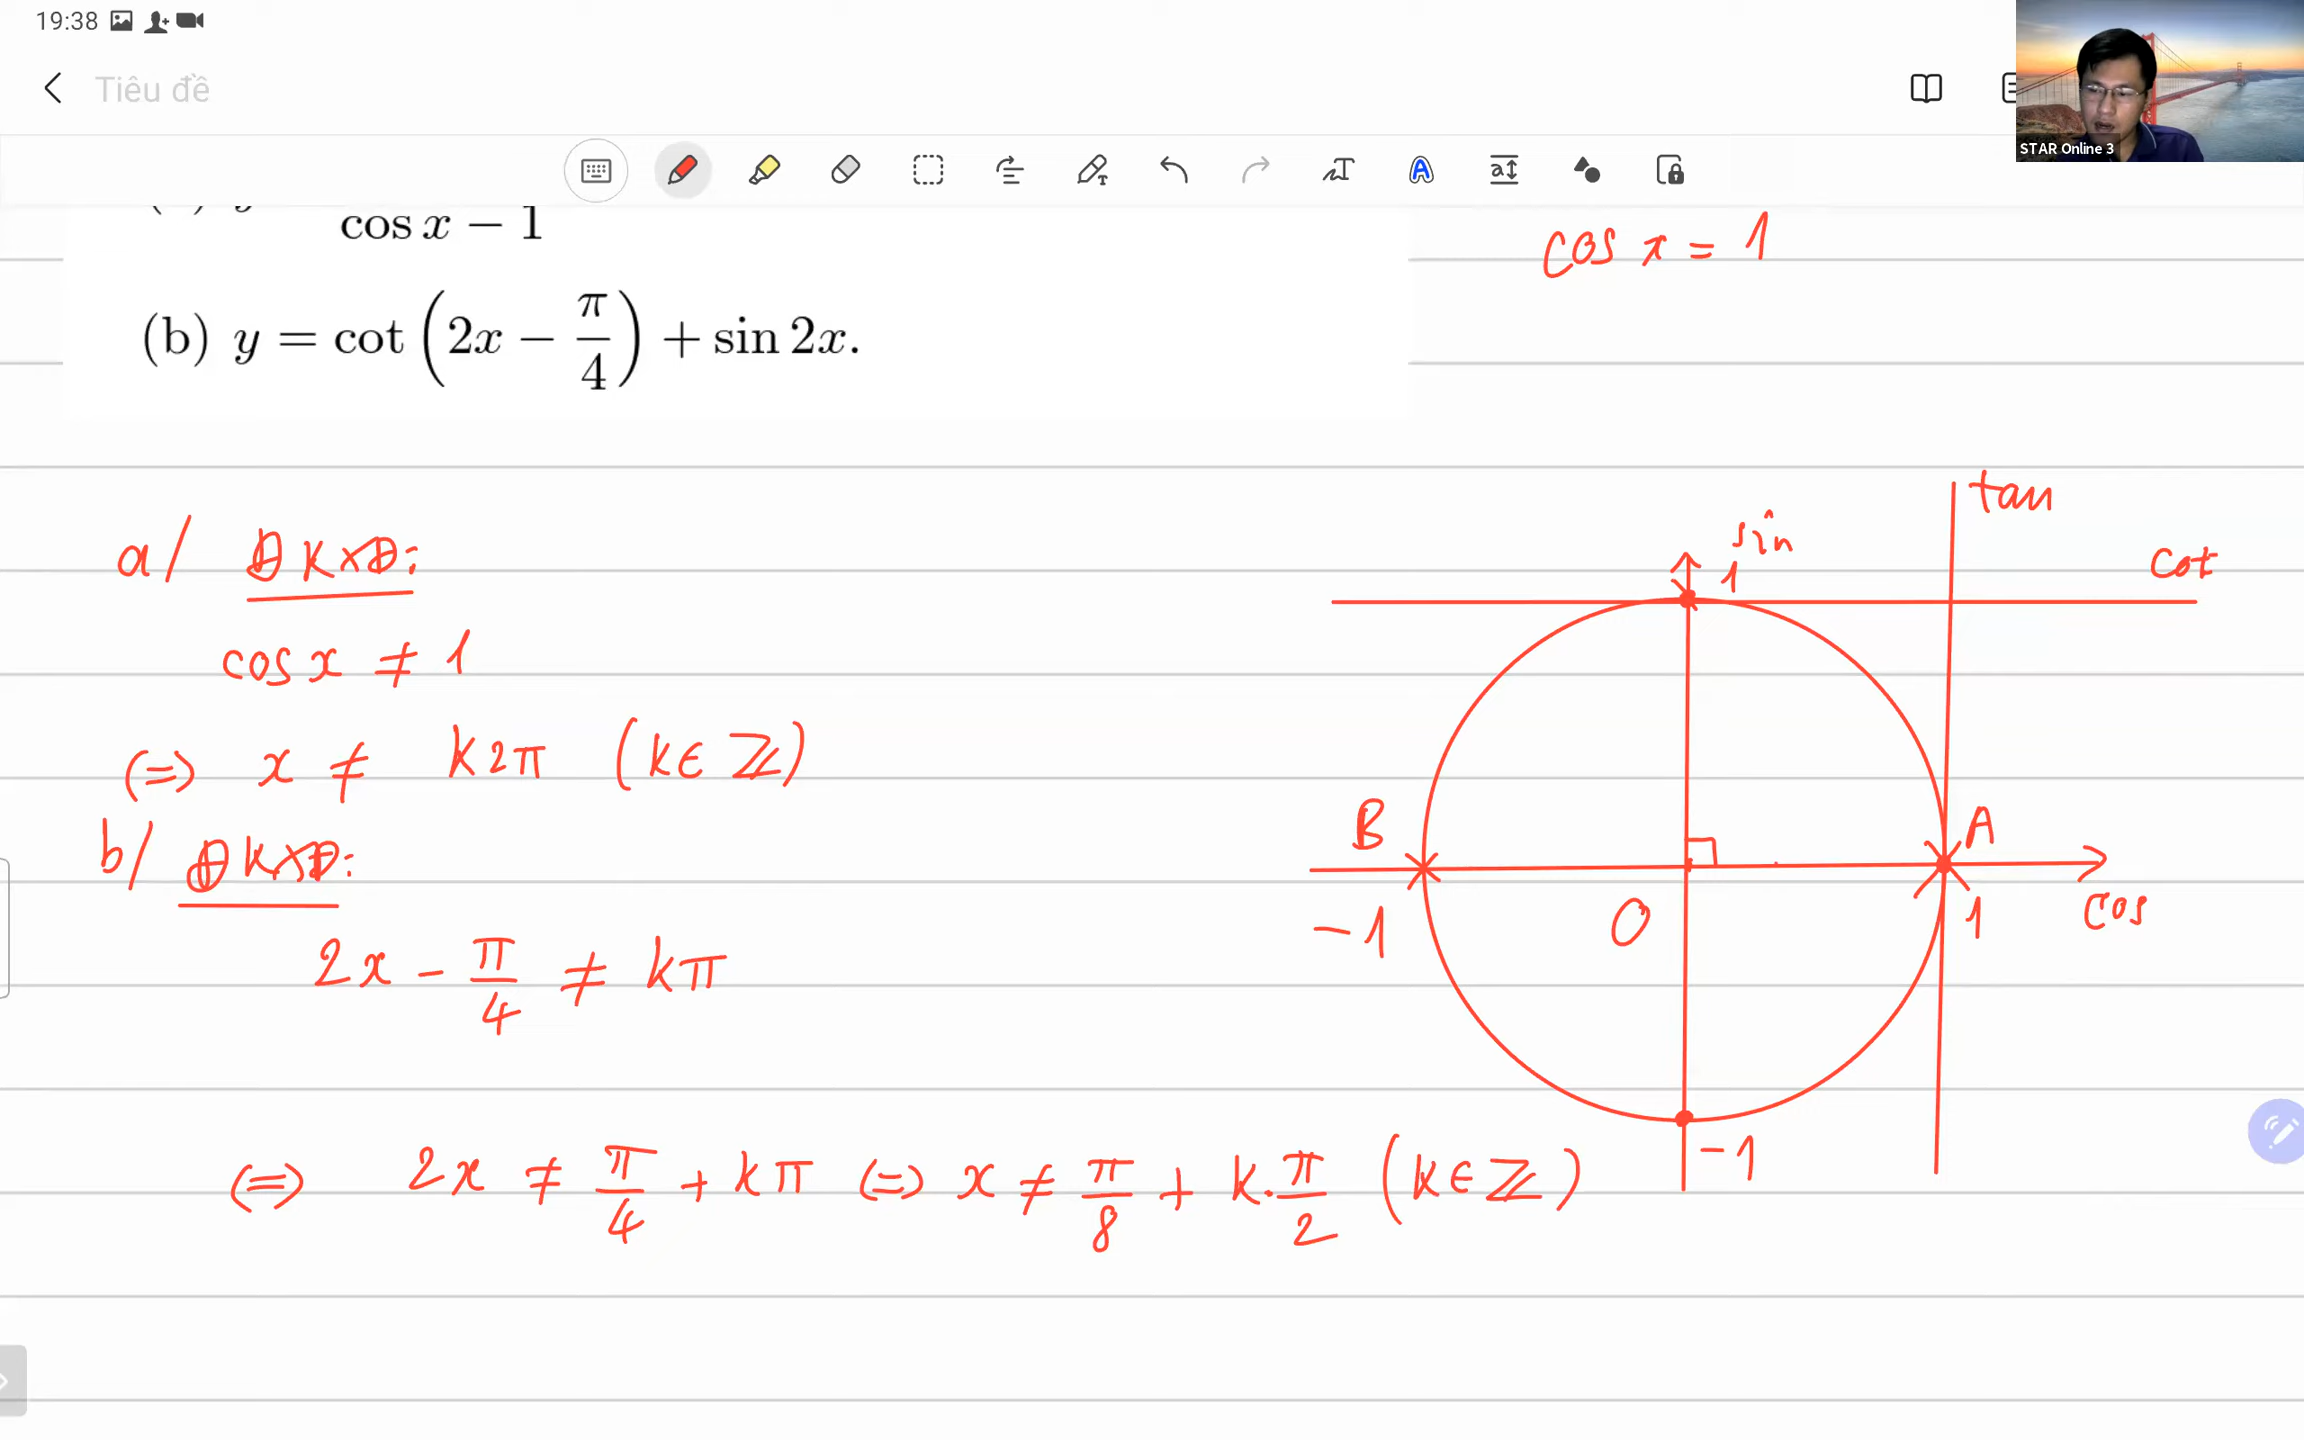 19:38
Tiêu đề
STAR Online 3
cos x − 1
cos x = 1
(b) y = cot (2x − π/4) + sin 2x.
a/ ĐKXĐ:
cos x ≠ 1
(=) x ≠ k2π (k ∈ ℤ)
b/ ĐKXĐ:
2x − π/4 ≠ kπ
(=) 2x ≠ π/4 + kπ (=) x ≠ π/8 + k.π/2 (k ∈ ℤ)
tan
sin
1
cot
B
A
−1
O
1
cos
−1